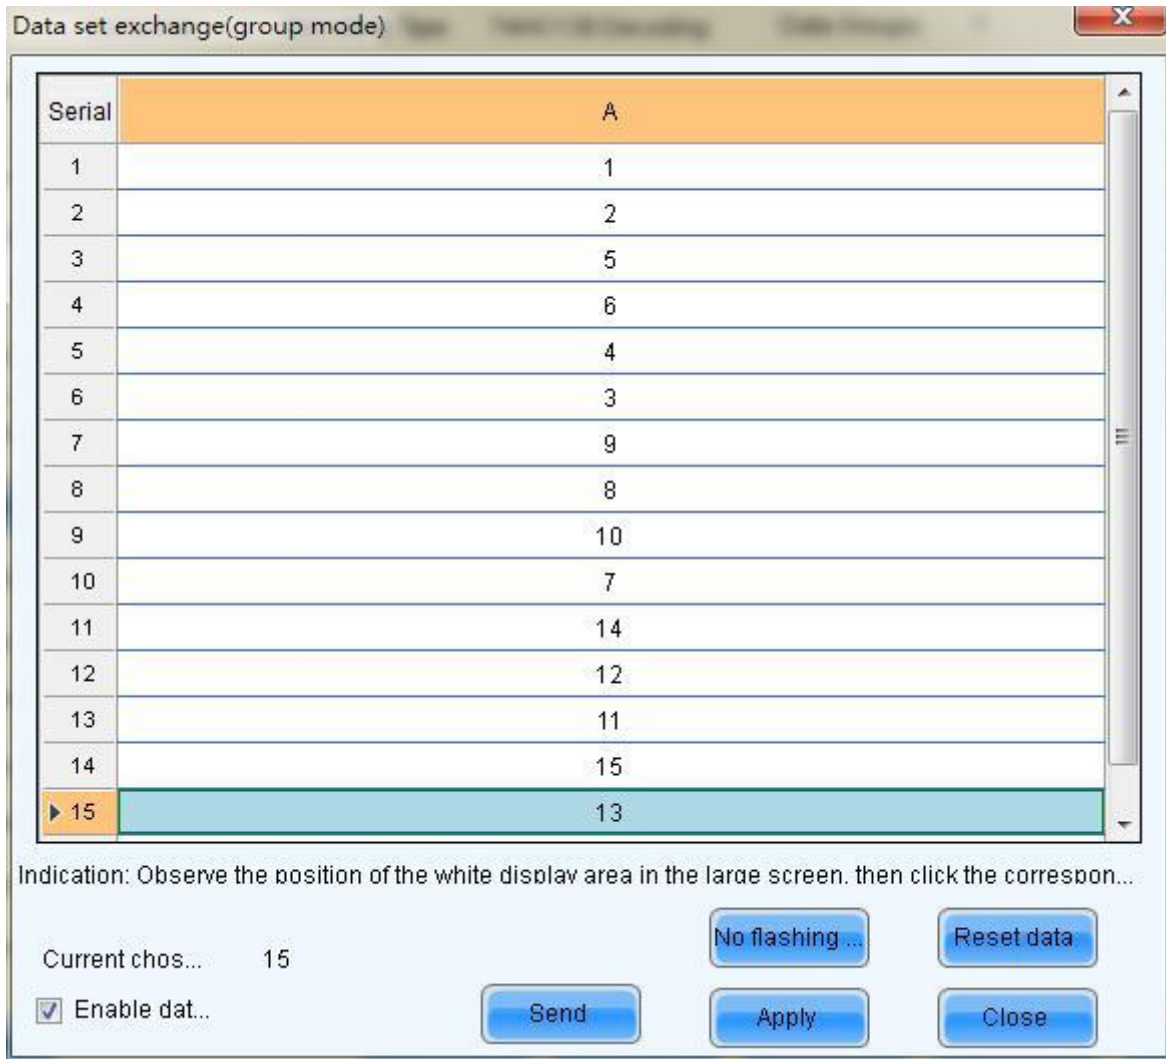 Data set exchange(group mode)
Serial A
1 1
2 2
3 5
4 6
5 4
6 3
7 9
8 8
9 10
10 7
11 14
12 12
13 11
14 15
15 13
Indication: Observe the position of the white display area in the large screen, then click the correspon...
No flashing ... Reset data
Current chos... 15
Enable dat... Send Apply Close